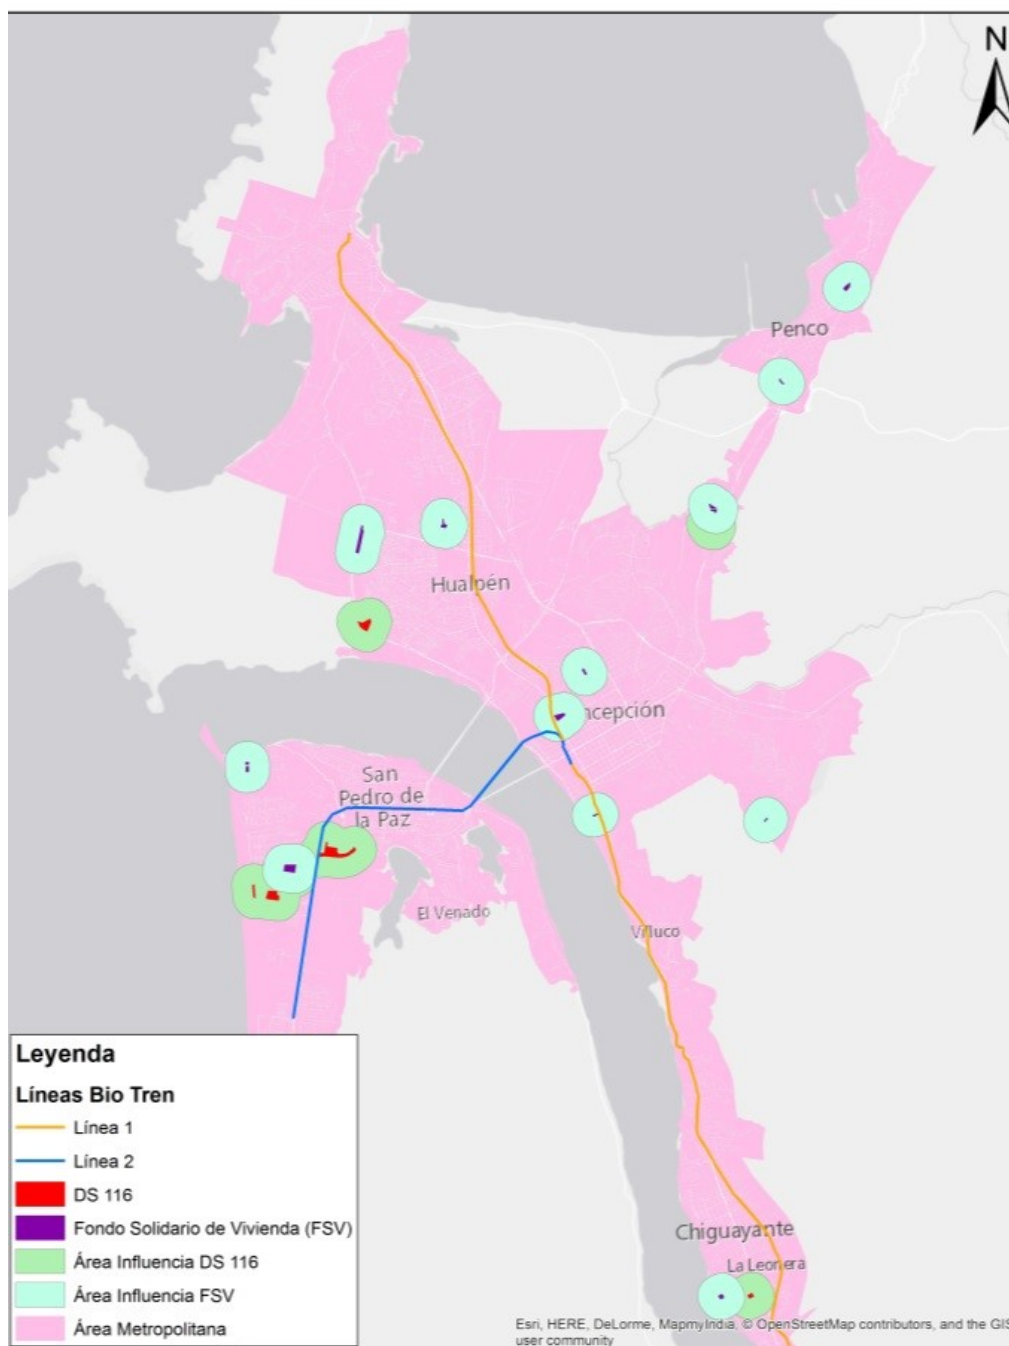 N
Penco
Hualpén
ncepción
San
Pedro de
la Paz
El Venado
Villuco
Chiguayante
La Leonera
Leyenda
Líneas Bio Tren
Línea 1
Línea 2
DS 116
Fondo Solidario de Vivienda (FSV)
Área Influencia DS 116
Área Influencia FSV
Área Metropolitana
Esri, HERE, DeLorme, MapmyIndia, © OpenStreetMap contributors, and the GIS
user community